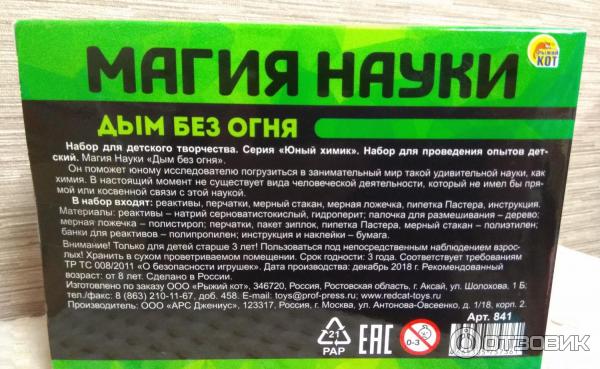 РЫЖИЙ
КОТ
МАГИЯ НАУКИ
ДЫМ БЕЗ ОГНЯ
Набор для детского творчества. Серия «Юный химик». Набор для проведения опытов дет-
ский. Магия Науки «Дым без огня».
Он поможет юному исследователю погрузиться в занимательный мир такой удивительной науки, как
химия. В настоящий момент не существует вида человеческой деятельности, который не имел бы пря-
мой или косвенной связи с этой наукой.
В набор входят: реактивы, перчатки, мерный стакан, мерная ложечка, пипетка Пастера, инструкция.
Материалы: реактивы – натрий серноватистокислый, гидроперит; палочка для размешивания – дерево;
мерная ложечка – полистирол; перчатки, пакет зиплок, пипетка Пастера, мерный стакан – полиэтилен;
банки для реактивов – полипропилен; инструкция и наклейки – бумага.
Внимание! Только для детей старше 3 лет! Пользоваться под непосредственным наблюдением взрос-
лых! Хранить в сухом проветриваемом помещении. Срок годности: 3 года. Соответствует требованиям
ТР ТС 008/2011 «О безопасности игрушек». Дата производства: декабрь 2018 г. Рекомендованный
возраст: от 8 лет. Сделано в России.
Изготовлено по заказу ООО «Рыжий кот», 346720, Россия, Ростовская область, г. Аксай, ул. Шолохова, 1 Б;
тел./факс: 8 (863) 210-11-67, доб. 458. E-mail: toys@prof-press.ru, www.redcat-toys.ru
Производитель: ООО «АРС Джениус», 123317, Россия, г. Москва, ул. Антонова-Овсеенко, д. 1/18, корп. 2.
Арт. 841
21
PAP
EAC
0-3
ОТЗОВИК